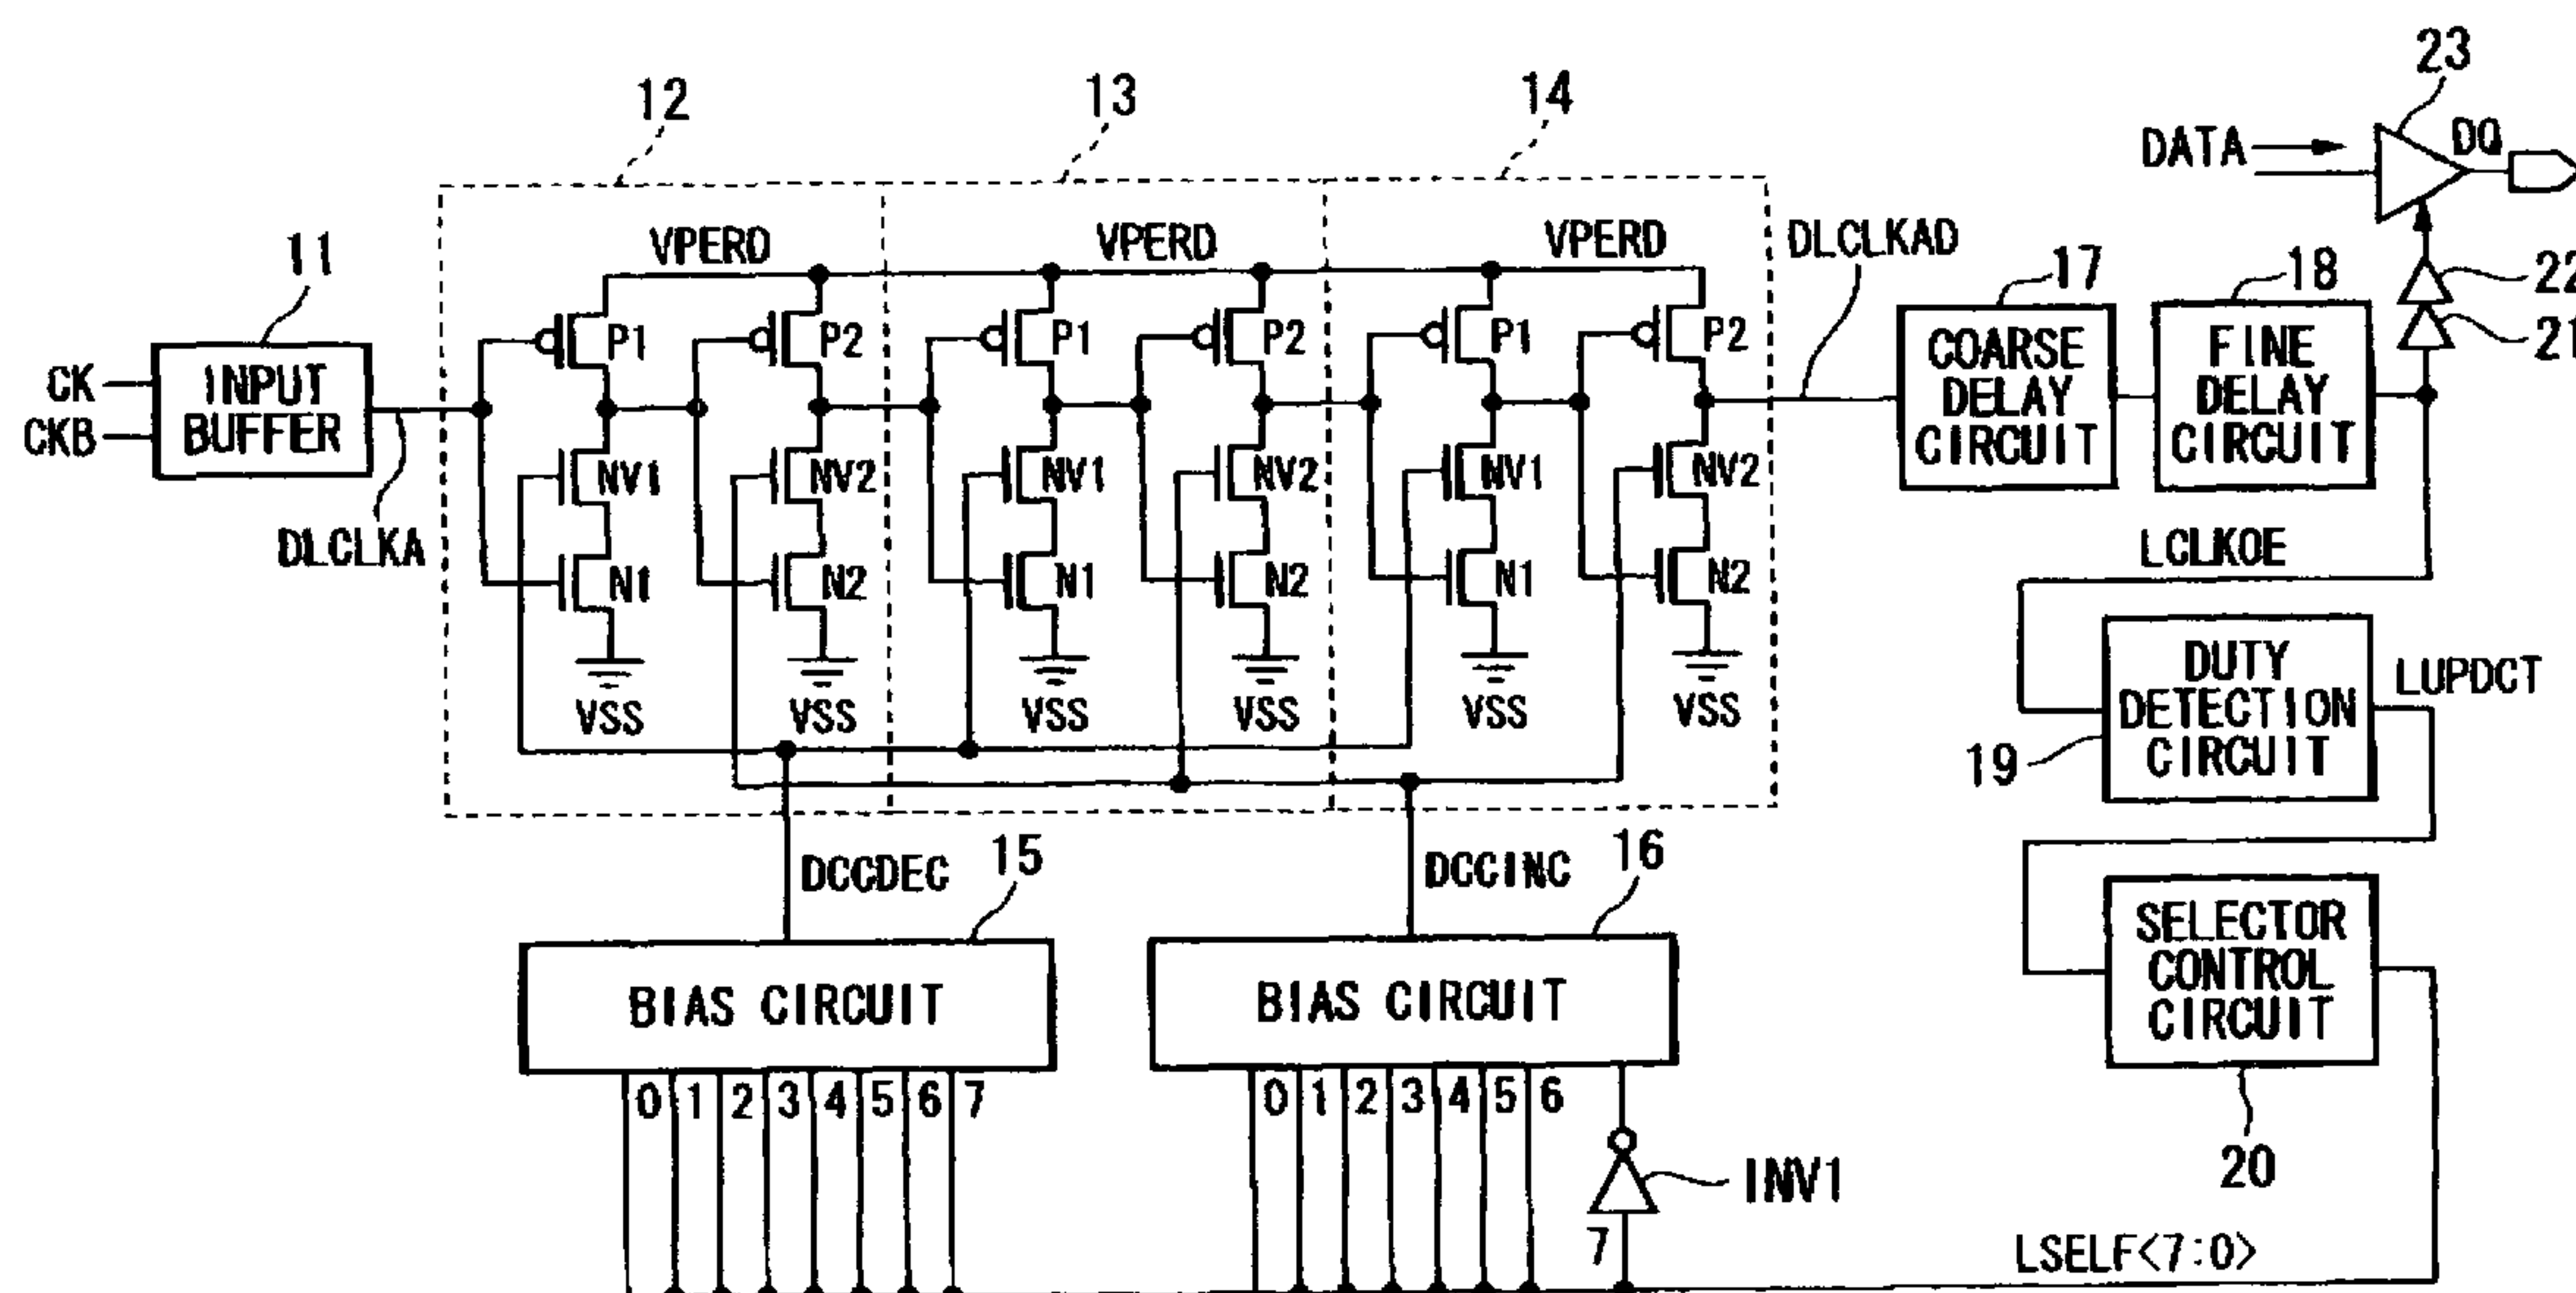 23
12
13
14
DATA
DQ
VPERD
VPERD
VPERD
DLCLKAD
11
17
18
22
21
CK
CKB
INPUT
BUFFER
P1
P2
P1
P2
P1
P2
COARSE
DELAY
CIRCUIT
FINE
DELAY
CIRCUIT
NV1
NV2
NV1
NV2
NV1
NV2
DLCLKA
LCLKOE
N1
N2
N1
N2
N1
N2
VSS
VSS
VSS
VSS
VSS
VSS
DUTY
DETECTION
CIRCUIT
19
LUPDCT
DCCDEC
15
DCCINC
16
BIAS CIRCUIT
BIAS CIRCUIT
SELECTOR
CONTROL
CIRCUIT
20
0 1 2 3 4 5 6 7
0 1 2 3 4 5 6
INV1
7
LSELF<7:0>